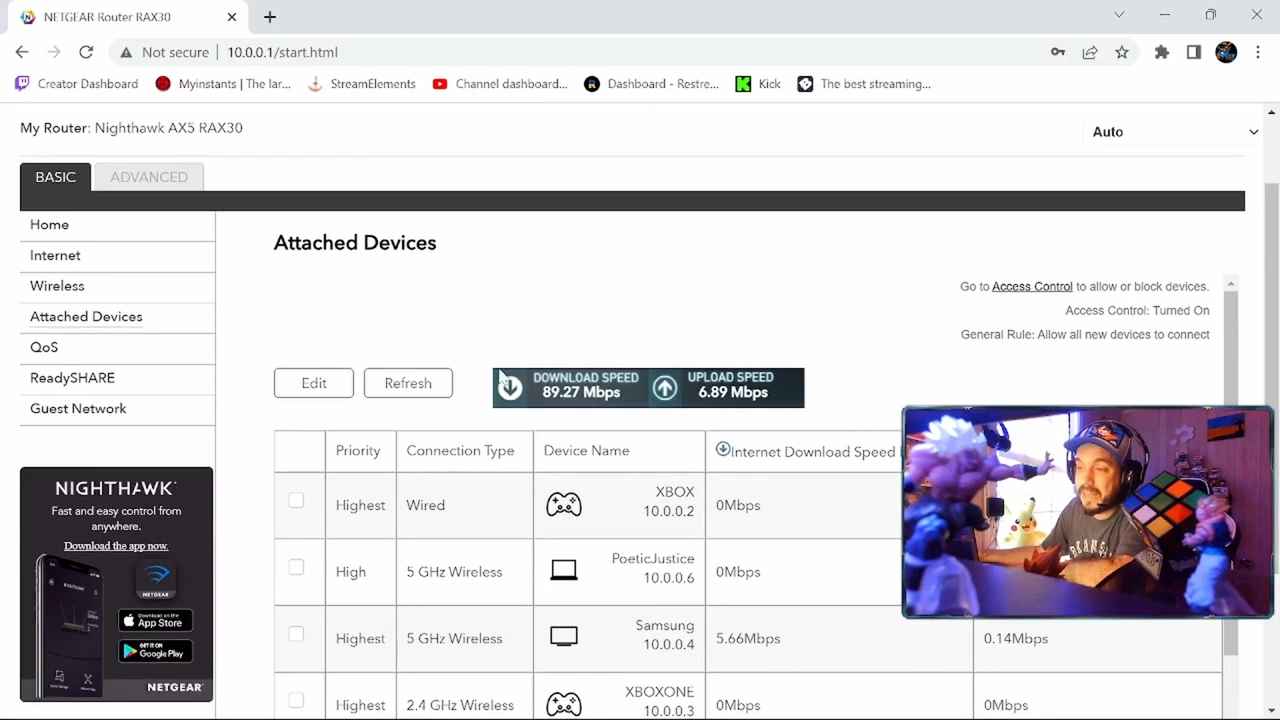 NETGEAR Router RAX30
Not secure
10.0.0.1/start.html
Creator Dashboard
Myinstants | The lar...
StreamElements
Channel dashboard...
Dashboard - Restre...
Kick
The best streaming...
My Router: Nighthawk AX5 RAX30
Auto
BASIC
ADVANCED
Home
Internet
Wireless
Attached Devices
QoS
ReadySHARE
Guest Network
Attached Devices
Go to Access Control to allow or block devices.
Access Control: Turned On
General Rule: Allow all new devices to connect
Edit
Refresh
DOWNLOAD SPEED
89.27 Mbps
UPLOAD SPEED
6.89 Mbps
Priority
Connection Type
Device Name
Internet Download Speed
Highest
Wired
XBOX
10.0.0.2
0Mbps
High
5 GHz Wireless
PoeticJustice
10.0.0.6
0Mbps
Highest
5 GHz Wireless
Samsung
10.0.0.4
5.66Mbps
0.14Mbps
Highest
2.4 GHz Wireless
XBOXONE
10.0.0.3
0Mbps
0Mbps
NIGHTHAWK
Fast and easy control from
anywhere.
Download the app now.
NETGEAR
Download on the
App Store
GET IT ON
Google Play
NETGEAR